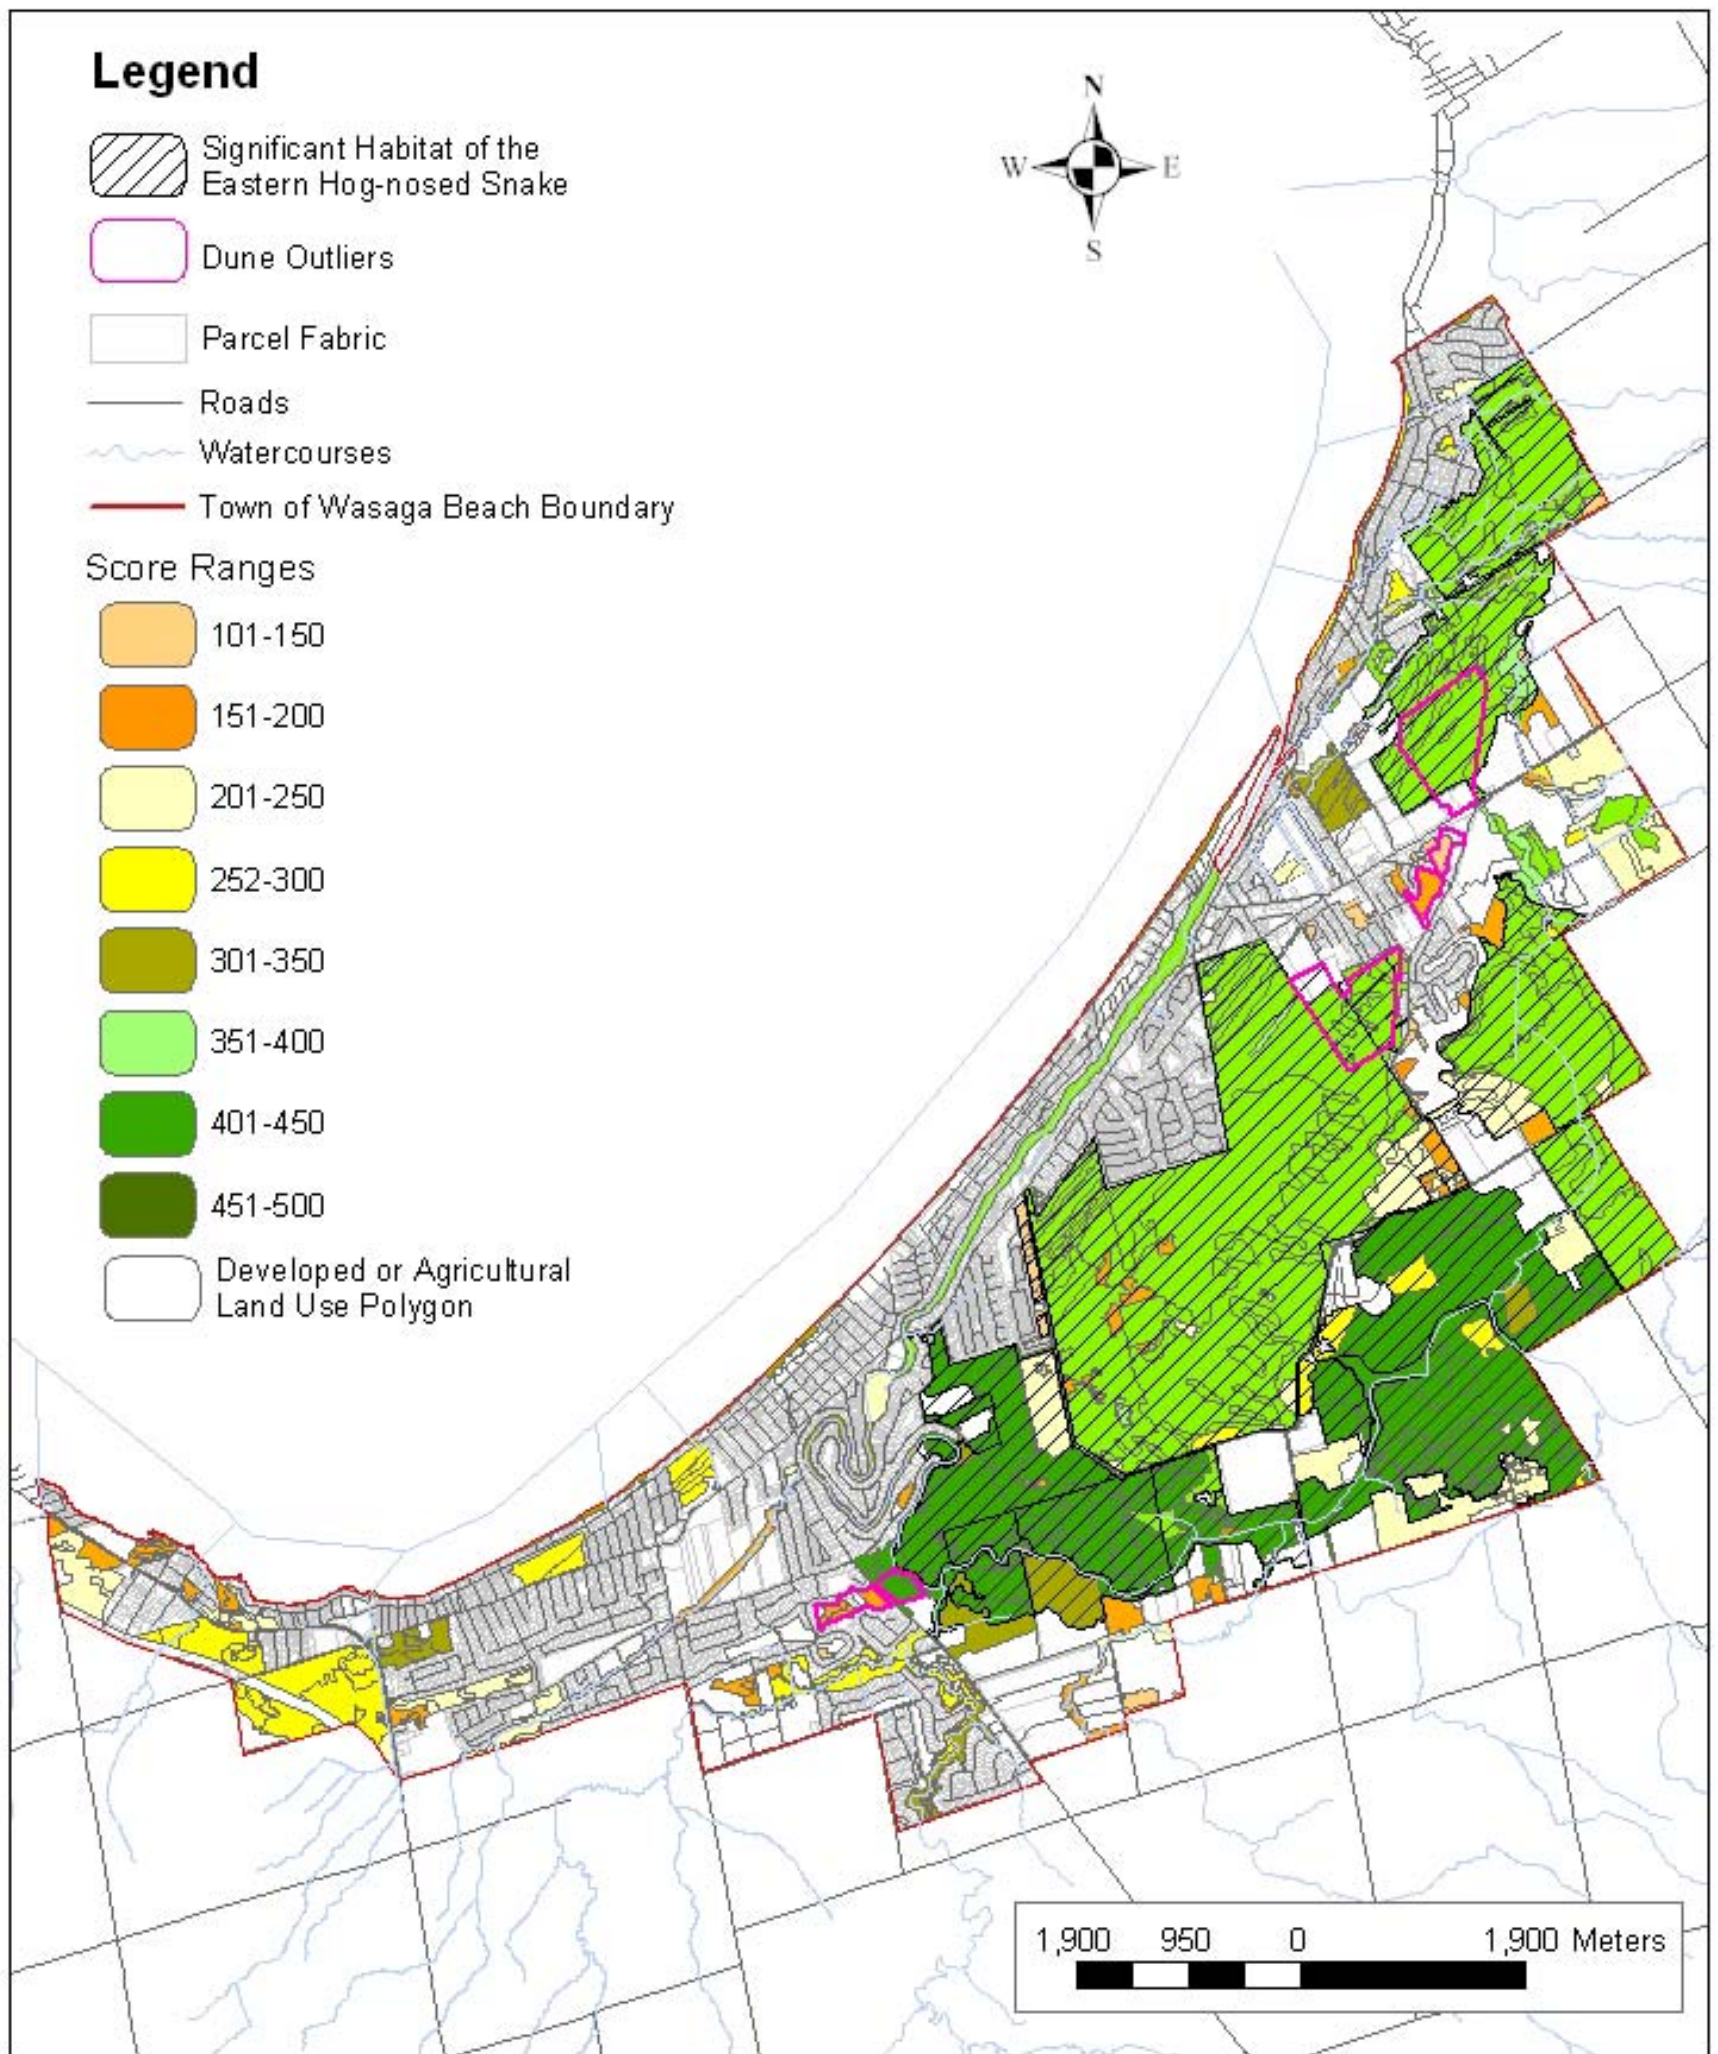 Legend
Significant Habitat of the
Eastern Hog-nosed Snake
Dune Outliers
Parcel Fabric
Roads
Watercourses
Town of Wasaga Beach Boundary
Score Ranges
101-150
151-200
201-250
252-300
301-350
351-400
401-450
451-500
Developed or Agricultural
Land Use Polygon
N
W E
S
1,900 950 0 1,900 Meters